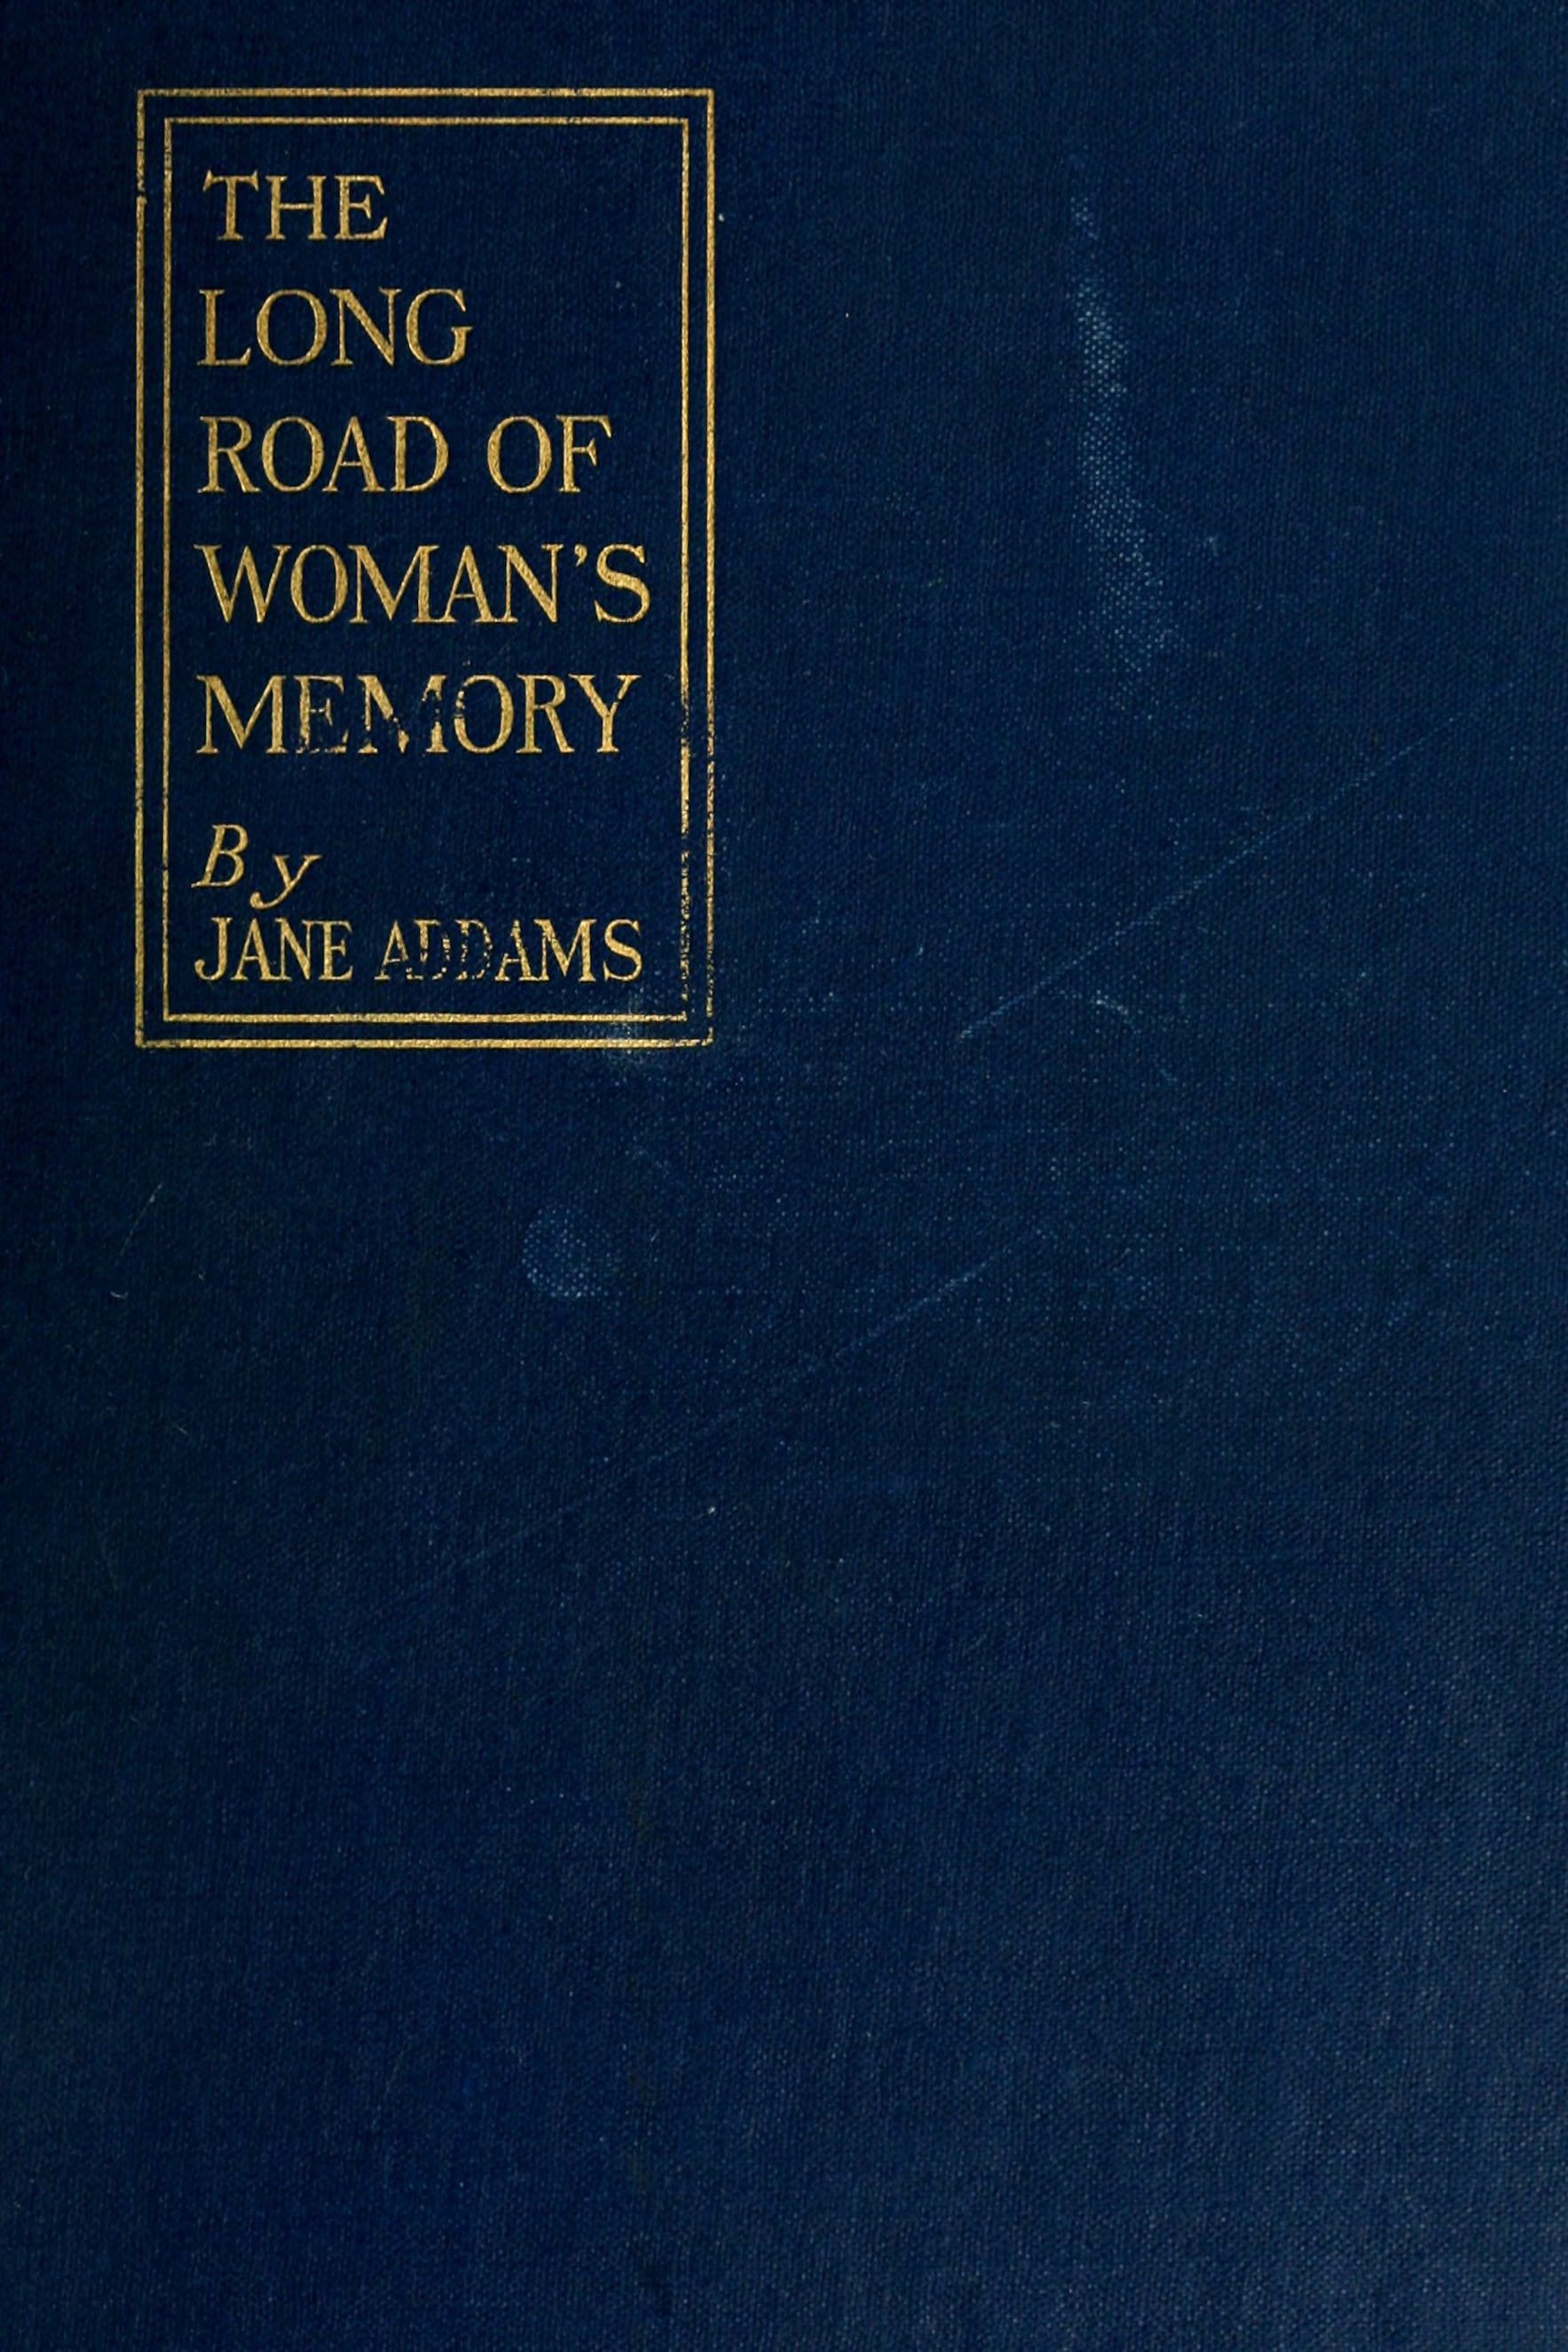 THE
LONG
ROAD OF
WOMAN'S
MEMORY
By
JANE ADDAMS